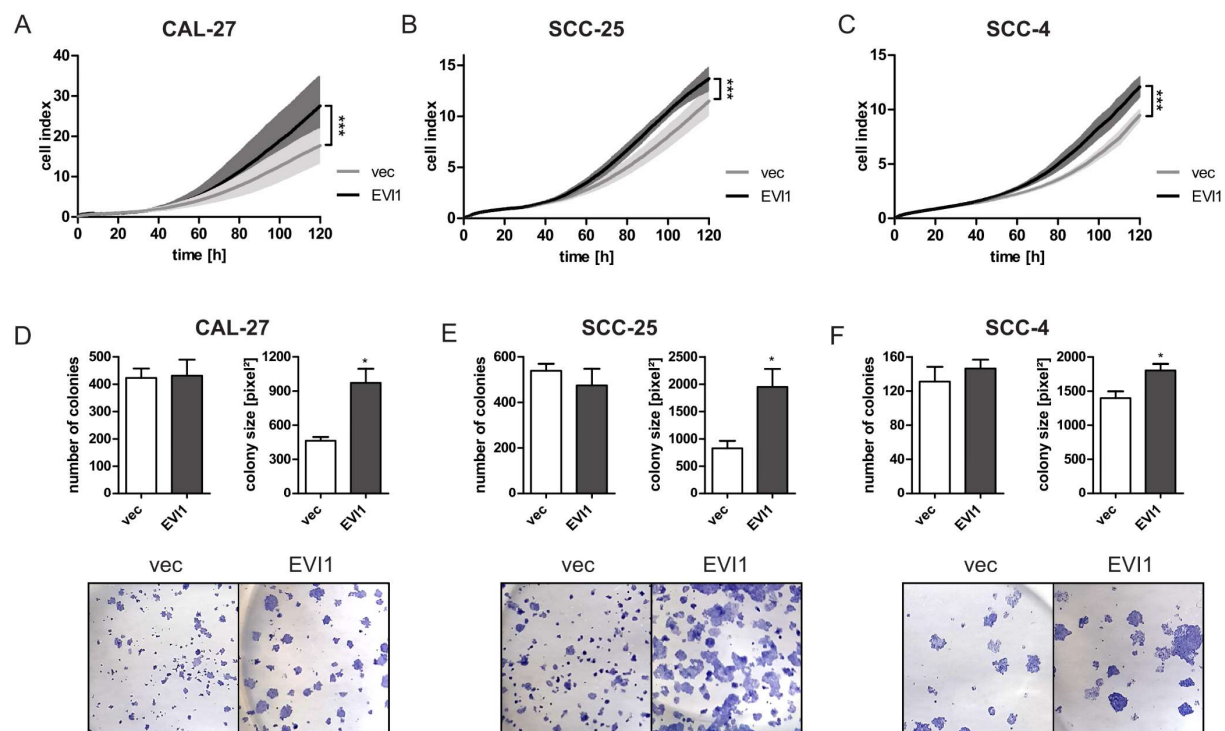 A
CAL-27
cell index
40
30
20
10
0
0 20 40 60 80 100 120
time [h]
***
vec
EVI1
B
SCC-25
cell index
15
10
5
0
0 20 40 60 80 100 120
time [h]
***
vec
EVI1
C
SCC-4
cell index
15
10
5
0
0 20 40 60 80 100 120
time [h]
***
vec
EVI1
D
CAL-27
number of colonies
500
400
300
200
100
0
vec EVI1
colony size [pixel²]
1200
900
600
300
0
*
vec EVI1
vec EVI1
E
SCC-25
number of colonies
600
400
200
0
vec EVI1
colony size [pixel²]
2500
2000
1500
1000
500
0
*
vec EVI1
vec EVI1
F
SCC-4
number of colonies
160
120
80
40
0
vec EVI1
colony size [pixel²]
2000
1500
1000
500
0
*
vec EVI1
vec EVI1